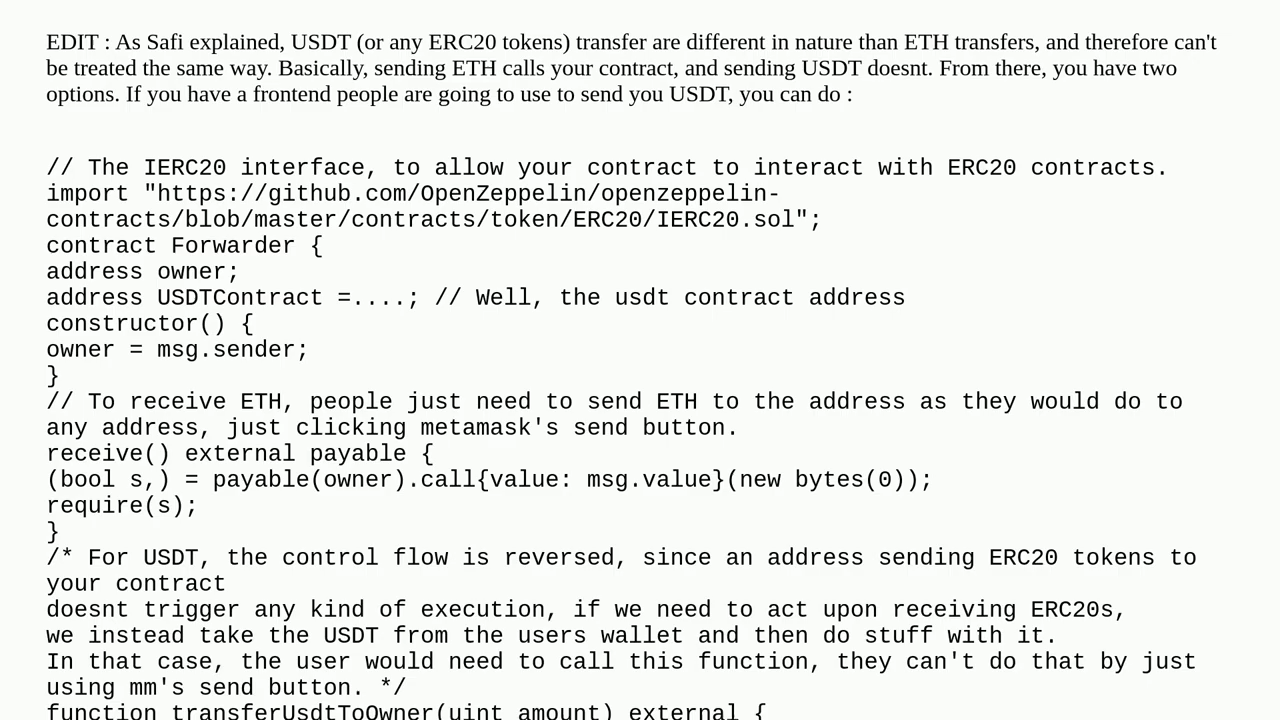 EDIT : As Safi explained, USDT (or any ERC20 tokens) transfer are different in nature than ETH transfers, and therefore can't
be treated the same way. Basically, sending ETH calls your contract, and sending USDT doesnt. From there, you have two
options. If you have a frontend people are going to use to send you USDT, you can do :
// The IERC20 interface, to allow your contract to interact with ERC20 contracts.
import "https://github.com/OpenZeppelin/openzeppelin-
contracts/blob/master/contracts/token/ERC20/IERC20.sol";
contract Forwarder {
address owner;
address USDTContract =....; // Well, the usdt contract address
constructor() {
owner = msg.sender;
}
// To receive ETH, people just need to send ETH to the address as they would do to
any address, just clicking metamask's send button.
receive() external payable {
(bool s,) = payable(owner).call{value: msg.value}(new bytes(0));
require(s);
}
/* For USDT, the control flow is reversed, since an address sending ERC20 tokens to
your contract
doesnt trigger any kind of execution, if we need to act upon receiving ERC20s,
we instead take the USDT from the users wallet and then do stuff with it.
In that case, the user would need to call this function, they can't do that by just
using mm's send button. */
function transferUsdtToOwner(uint amount) external {